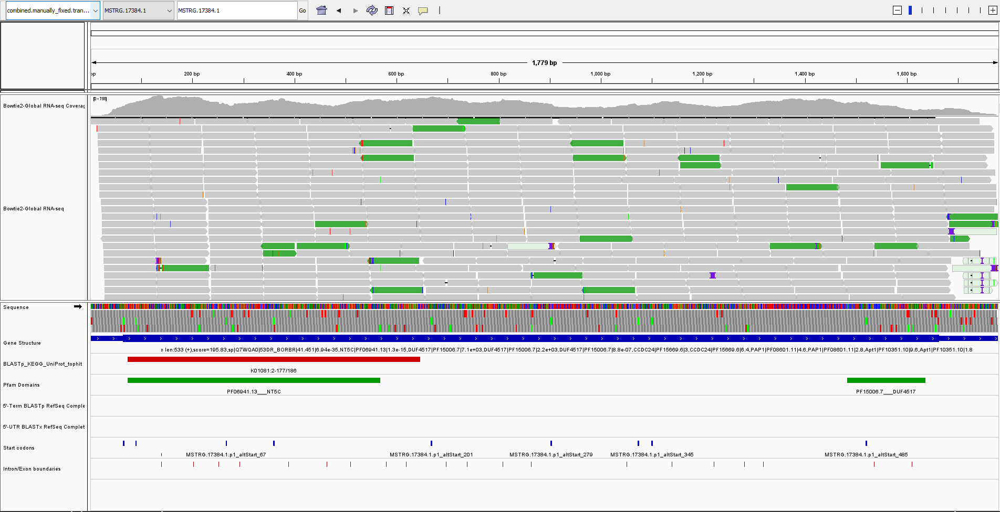 combined.manually_fixed.tran... MSTRG.17384.1 MSTRG.17384.1 Go
1,779 bp
bp 200 bp 400 bp 600 bp 800 bp 1,000 bp 1,200 bp 1,400 bp 1,600 bp
[0 - 755]
Bowtie2-Global RNA-seq Coverag
Bowtie2-Global RNA-seq
Sequence
Gene Structure
e len:533 (+),score=195.83,sp|Q7WQA0|53DR_BORBR|41.451|6.94e-35,NT5C|PF06941.13|1.3e-15,DUF4517|PF15006.7|7.1e+03,DUF4517|PF15006.7|2.2e+03,DUF4517|PF15006.7|8.8e-07,CCDC24|PF15669.6|3,CCDC24|PF15669.6|6.4,PAP1|PF08601.11|4.6,PAP1|PF08601.11|2.8,Apt1|PF10351.10|9.6,Apt1|PF10351.10|1.8
BLASTp_KEGG_UniProt_tophit
K01081:2-177/186
Pfam Domains
PF06941.13___NT5C PF15006.7___DUF4517
5'-Term BLASTp RefSeq Comple
5'-UTR BLASTx RefSeq Complet
Start codons
MSTRG.17384.1.p1_altStart_67 MSTRG.17384.1.p1_altStart_201 MSTRG.17384.1.p1_altStart_279 MSTRG.17384.1.p1_altStart_345 MSTRG.17384.1.p1_altStart_485
Intron/Exon boundaries